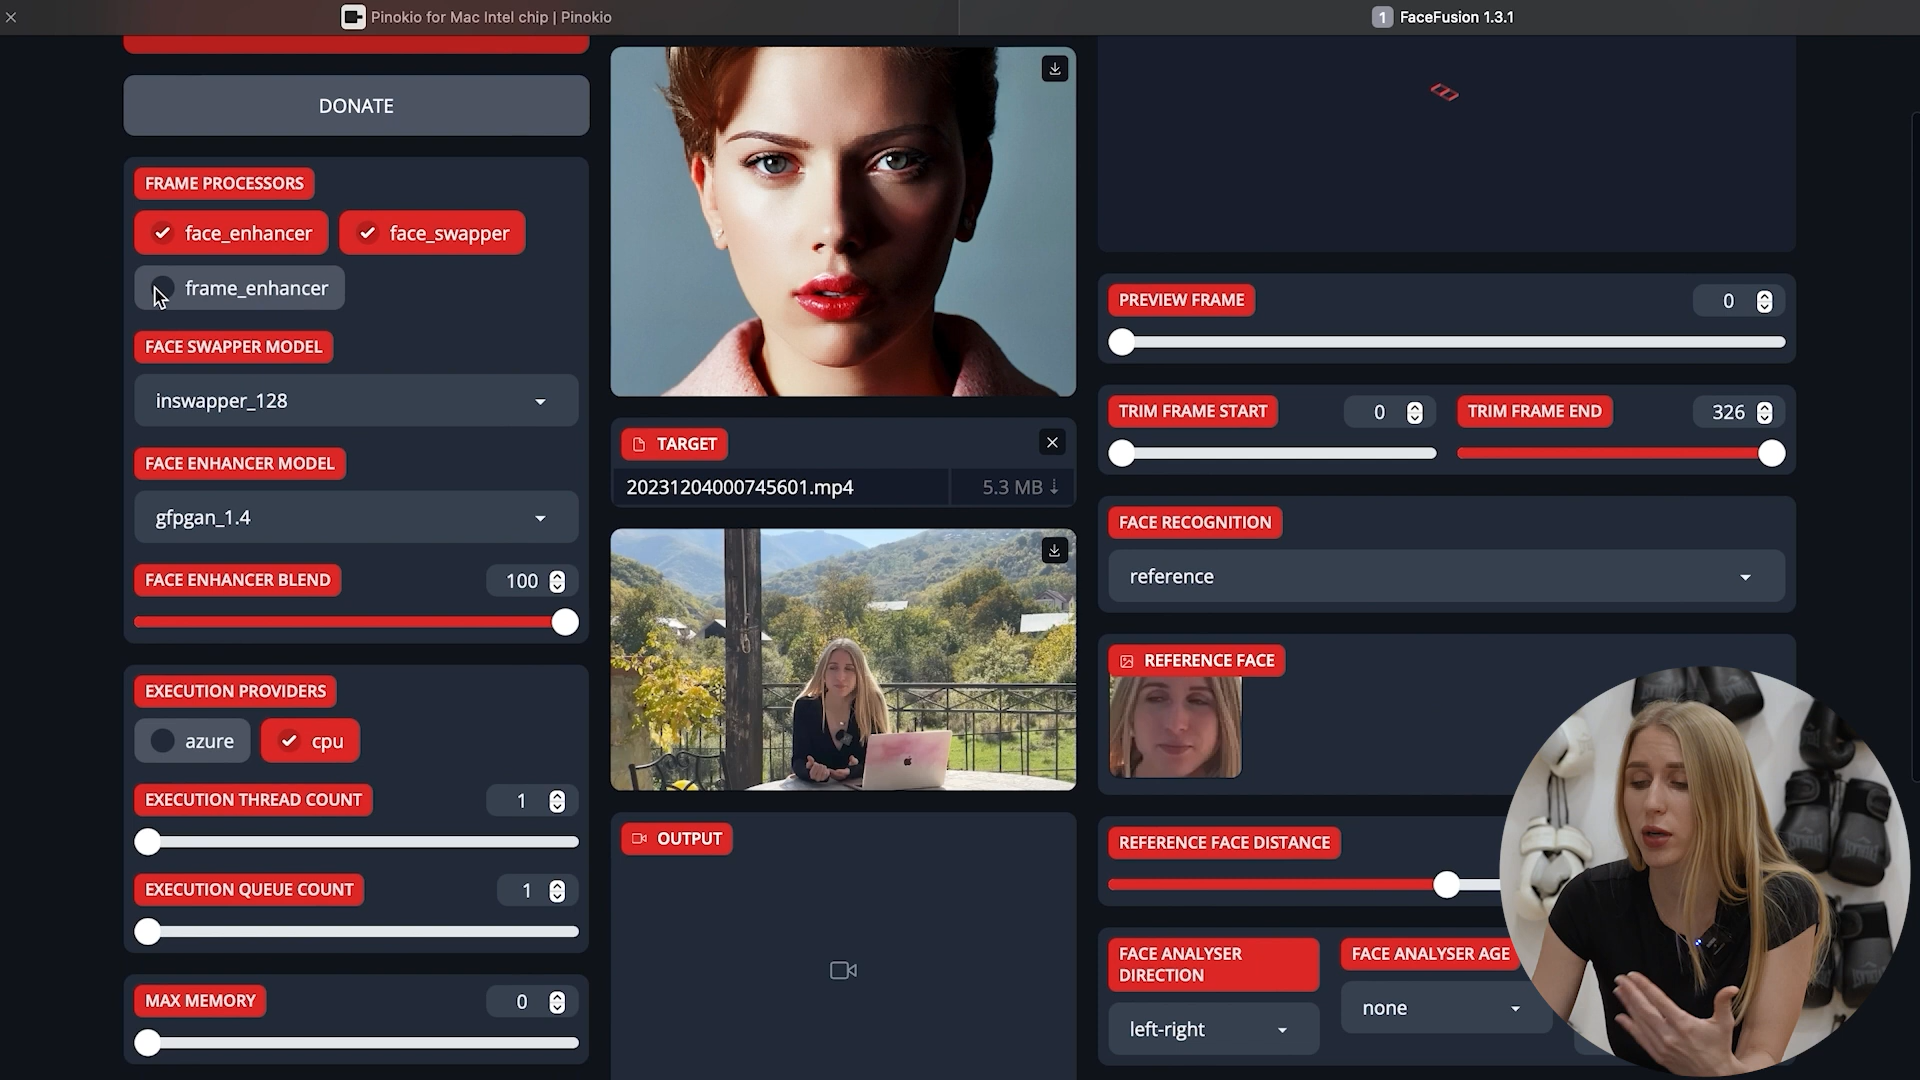 Pinokio for Mac Intel chip | Pinokio
1 FaceFusion 1.3.1
DONATE
FRAME PROCESSORS
face_enhancer
face_swapper
frame_enhancer
FACE SWAPPER MODEL
inswapper_128
FACE ENHANCER MODEL
gfpgan_1.4
FACE ENHANCER BLEND
100
EXECUTION PROVIDERS
azure
cpu
EXECUTION THREAD COUNT
1
EXECUTION QUEUE COUNT
1
MAX MEMORY
0
TARGET
20231204000745601.mp4
5.3 MB ⇣
OUTPUT
PREVIEW FRAME
0
TRIM FRAME START
0
TRIM FRAME END
326
FACE RECOGNITION
reference
REFERENCE FACE
REFERENCE FACE DISTANCE
FACE ANALYSER
DIRECTION
left-right
FACE ANALYSER AGE
none